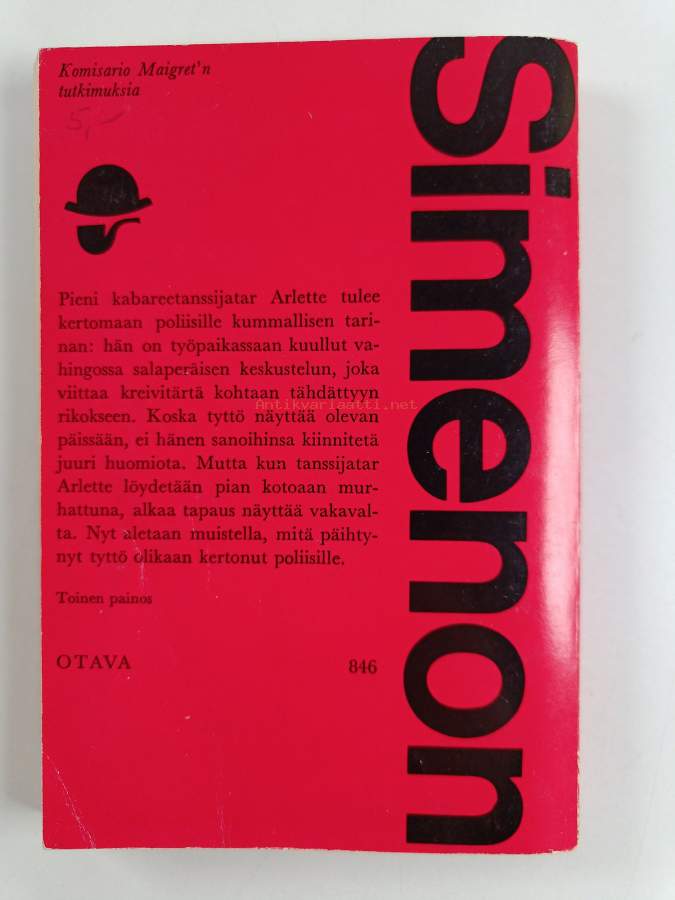 Komisario Maigret'n
tutkimuksia
5,-
Simenon
Pieni kabareetanssijatar Arlette tulee
kertomaan poliisille kummallisen tari-
nan: hän on työpaikassaan kuullut va-
hingossa salaperäisen keskustelun, joka
viittaa kreivitärtä kohtaan tähdättyyn
rikokseen. Koska tyttö näyttää olevan
päissään, ei hänen sanoihinsa kiinnitetä
juuri huomiota. Mutta kun tanssijatar
Arlette löydetään pian kotoaan mur-
hattuna, alkaa tapaus näyttää vakaval-
ta. Nyt aletaan muistella, mitä päihty-
nyt tyttö olikaan kertonut poliisille.
Antikvariaatti.net
Toinen painos
OTAVA 846